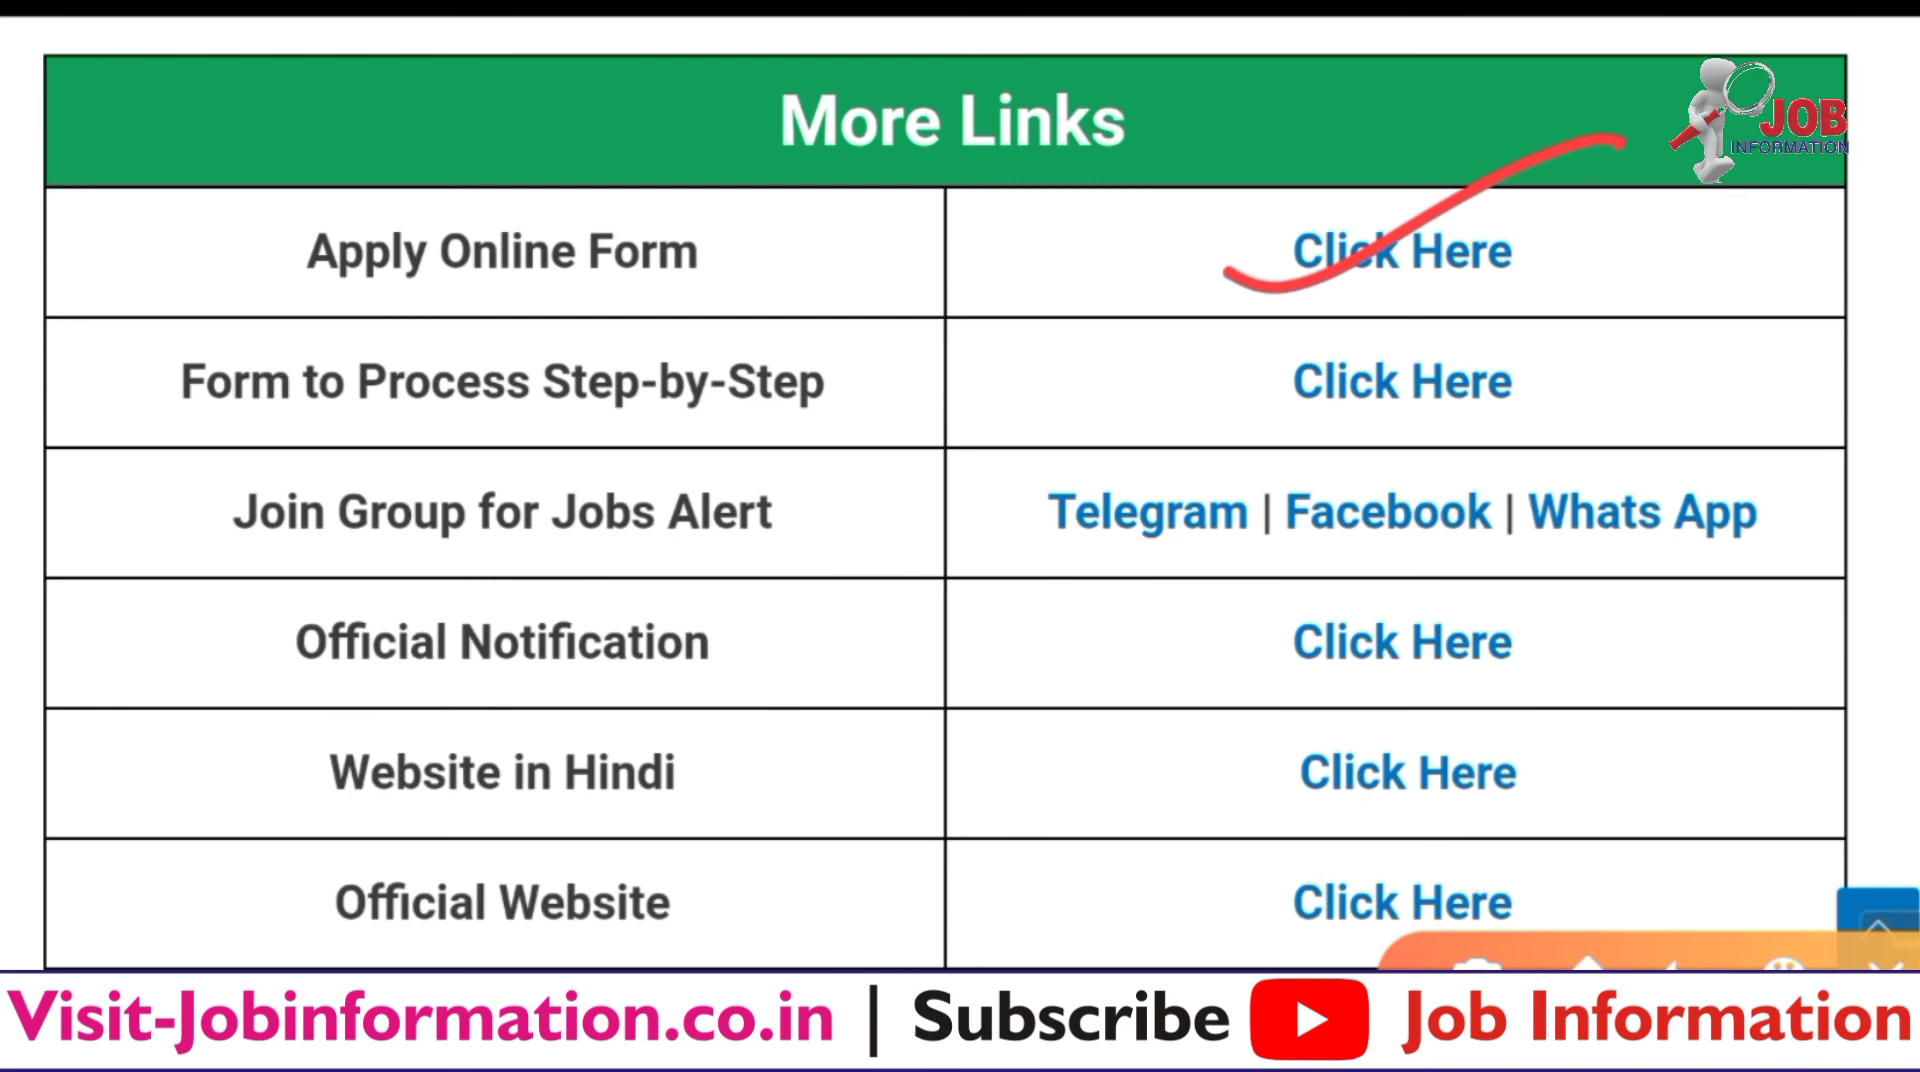 More Links
JOB
INFORMATION
Apply Online Form Click Here
Form to Process Step-by-Step Click Here
Join Group for Jobs Alert Telegram | Facebook | Whats App
Official Notification Click Here
Website in Hindi Click Here
Official Website Click Here
Visit-Jobinformation.co.in | Subscribe Job Information